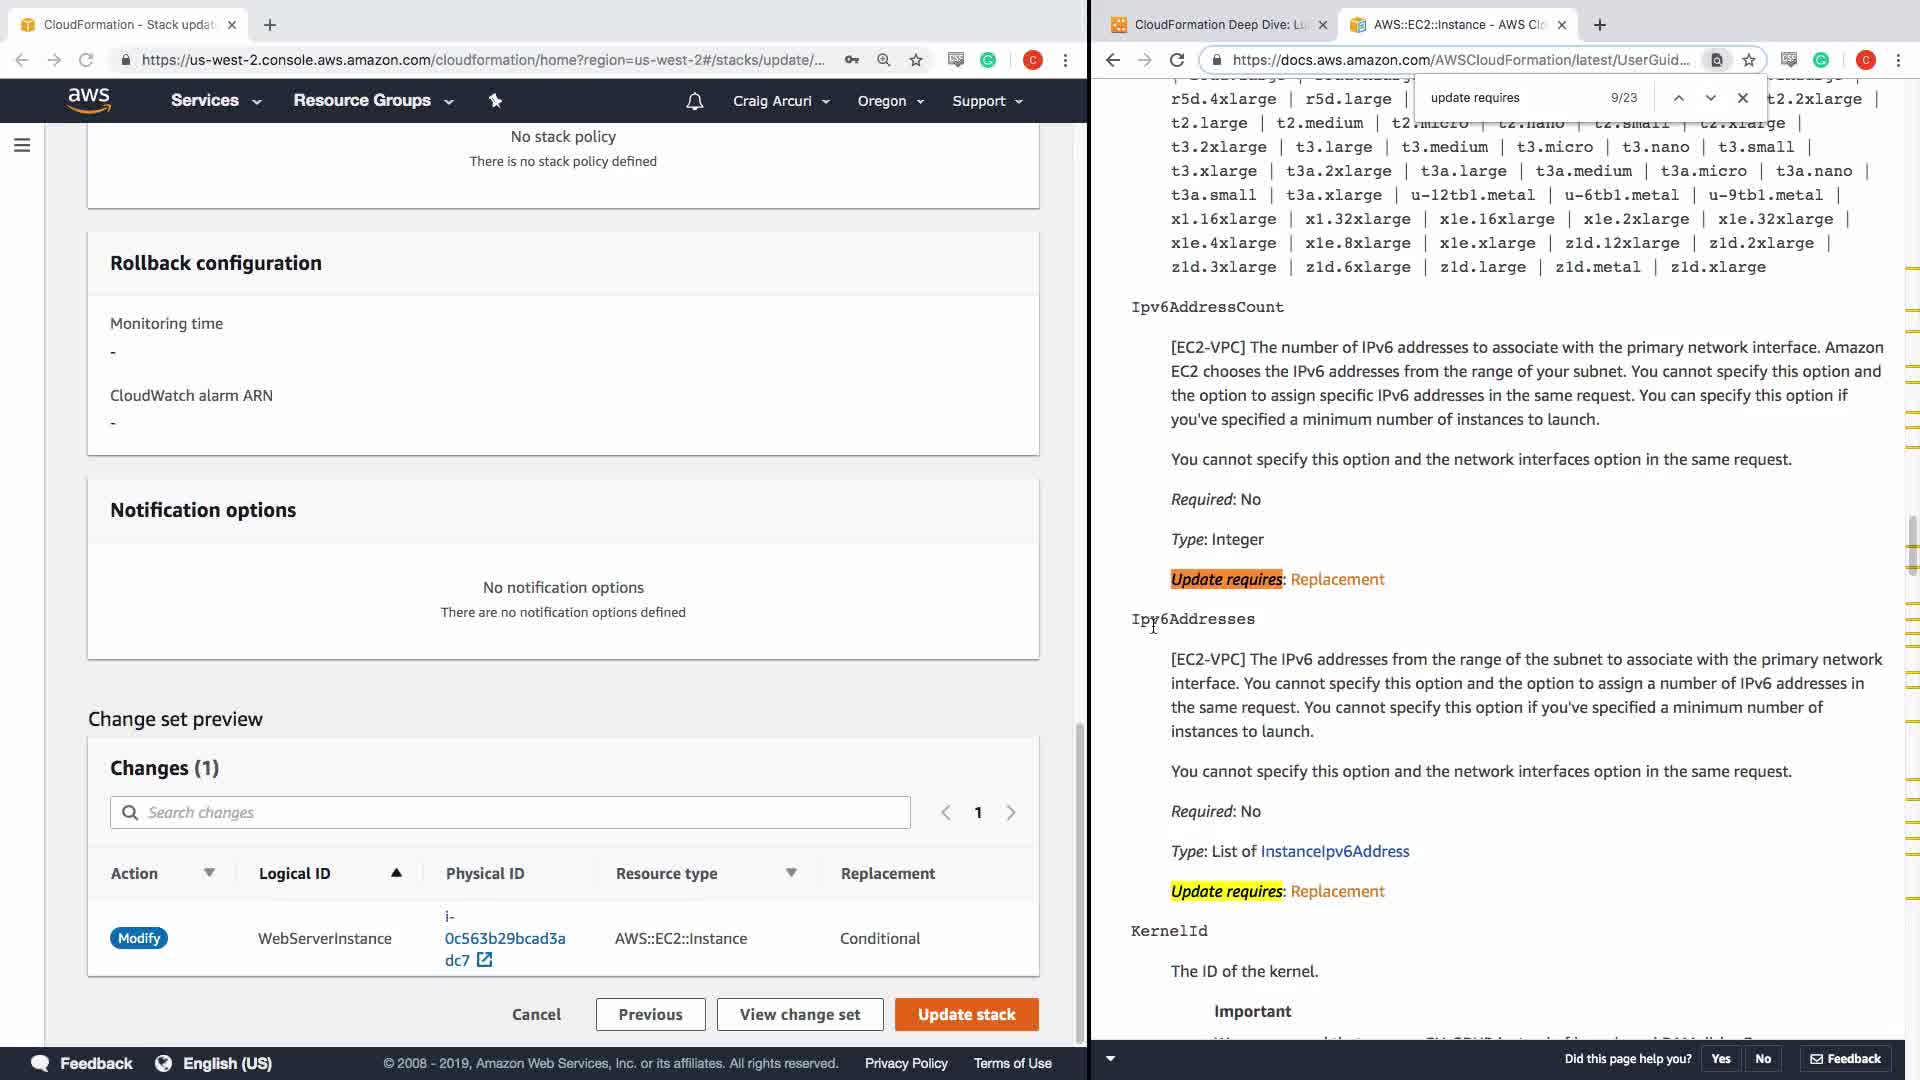 CloudFormation - Stack updat
https://us-west-2.console.aws.amazon.com/cloudformation/home?region=us-west-2#/stacks/update/...
aws
Services
Resource Groups
Craig Arcuri
Oregon
Support
No stack policy
There is no stack policy defined
Rollback configuration
Monitoring time
-
CloudWatch alarm ARN
-
Notification options
No notification options
There are no notification options defined
Change set preview
Changes (1)
Search changes
1
Action
Logical ID
Physical ID
Resource type
Replacement
Modify
WebServerInstance
i-
0c563b29bcad3a
dc7
AWS::EC2::Instance
Conditional
Cancel
Previous
View change set
Update stack
Feedback
English (US)
© 2008 - 2019, Amazon Web Services, Inc. or its affiliates. All rights reserved.
Privacy Policy
Terms of Use
CloudFormation Deep Dive: Lu
AWS::EC2::Instance - AWS Clo
https://docs.aws.amazon.com/AWSCloudFormation/latest/UserGuid...
update requires
9/23
r5d.4xlarge | r5d.large | t2.2xlarge |
t2.large | t2.medium | t2.micro | t2.nano | t2.small | t2.xlarge |
t3.2xlarge | t3.large | t3.medium | t3.micro | t3.nano | t3.small |
t3.xlarge | t3a.2xlarge | t3a.large | t3a.medium | t3a.micro | t3a.nano |
t3a.small | t3a.xlarge | u-12tb1.metal | u-6tb1.metal | u-9tb1.metal |
x1.16xlarge | x1.32xlarge | x1e.16xlarge | x1e.2xlarge | x1e.32xlarge |
x1e.4xlarge | x1e.8xlarge | x1e.xlarge | z1d.12xlarge | z1d.2xlarge |
z1d.3xlarge | z1d.6xlarge | z1d.large | z1d.metal | z1d.xlarge
Ipv6AddressCount
[EC2-VPC] The number of IPv6 addresses to associate with the primary network interface. Amazon
EC2 chooses the IPv6 addresses from the range of your subnet. You cannot specify this option and
the option to assign specific IPv6 addresses in the same request. You can specify this option if
you've specified a minimum number of instances to launch.
You cannot specify this option and the network interfaces option in the same request.
Required: No
Type: Integer
Update requires: Replacement
Ipv6Addresses
[EC2-VPC] The IPv6 addresses from the range of the subnet to associate with the primary network
interface. You cannot specify this option and the option to assign a number of IPv6 addresses in
the same request. You cannot specify this option if you've specified a minimum number of
instances to launch.
You cannot specify this option and the network interfaces option in the same request.
Required: No
Type: List of InstanceIpv6Address
Update requires: Replacement
KernelId
The ID of the kernel.
Important
Did this page help you?
Yes
No
Feedback